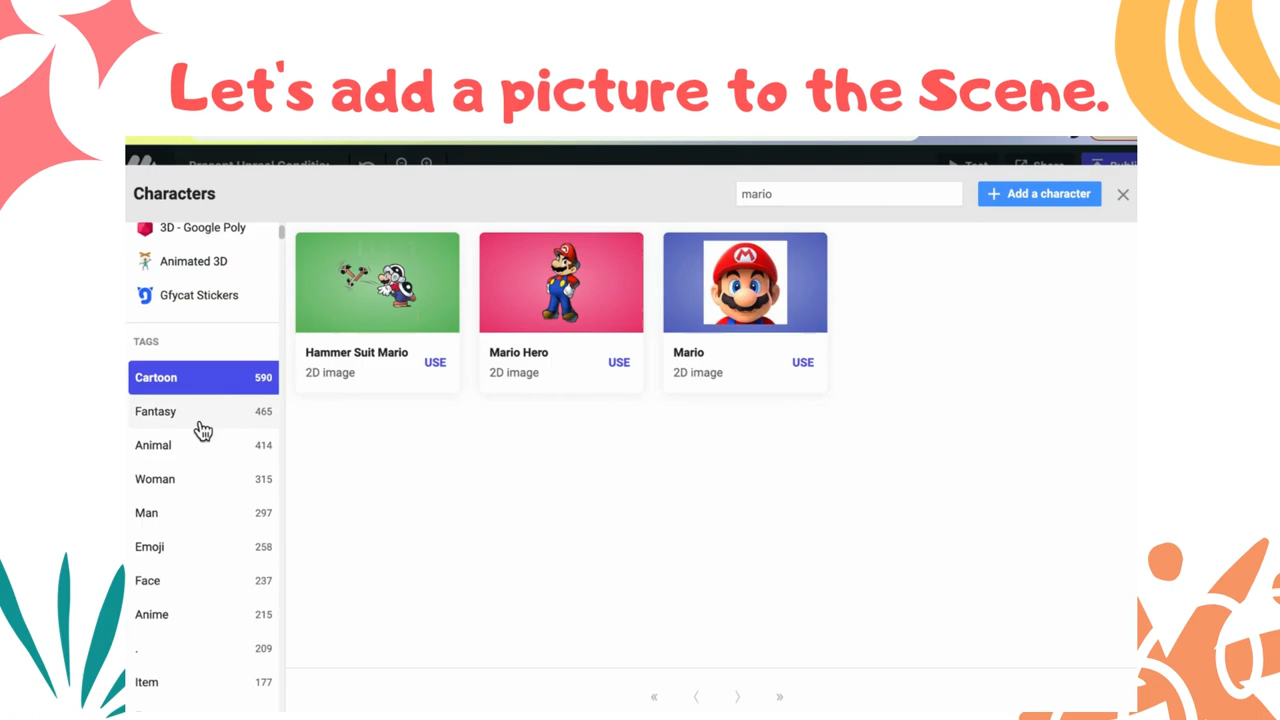 Let's add a picture to the Scene.
Characters
mario
+ Add a character
3D - Google Poly
Animated 3D
Gfycat Stickers
TAGS
Cartoon 590
Fantasy 465
Animal 414
Woman 315
Man 297
Emoji 258
Face 237
Anime 215
. 209
Item 177
Hammer Suit Mario
2D image
USE
Mario Hero
2D image
USE
Mario
2D image
USE